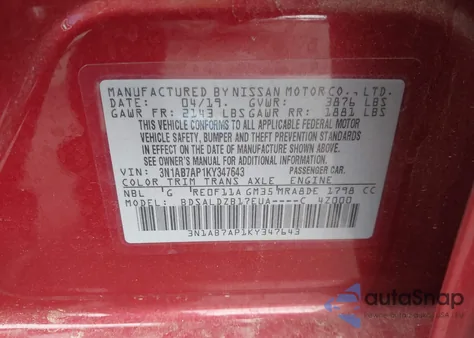 MANUFACTURED BY NISSAN MOTOR CO., LTD.
DATE: 04/19. GVWR: 3876 LBS
GAWR FR: 2143 LBS GAWR RR: 1881 LBS
THIS VEHICLE CONFORMS TO ALL APPLICABLE FEDERAL MOTOR
VEHICLE SAFETY, BUMPER AND THEFT PREVENTION STANDARDS
IN EFFECT ON THE DATE OF MANUFACTURE SHOWN ABOVE.
SEE OWNER'S MANUAL FOR ADDITIONAL INFORMATION.
VIN: 3N1AB7AP1KY347643 PASSENGER CAR.
COLOR TRIM TRANS AXLE ENGINE
NBL G RE0F11A GM35 MRA8DE 1798 CC
MODEL: BDSALDZB17EUA----C 4Z000
3N1AB7AP1KY347643
autoSnap